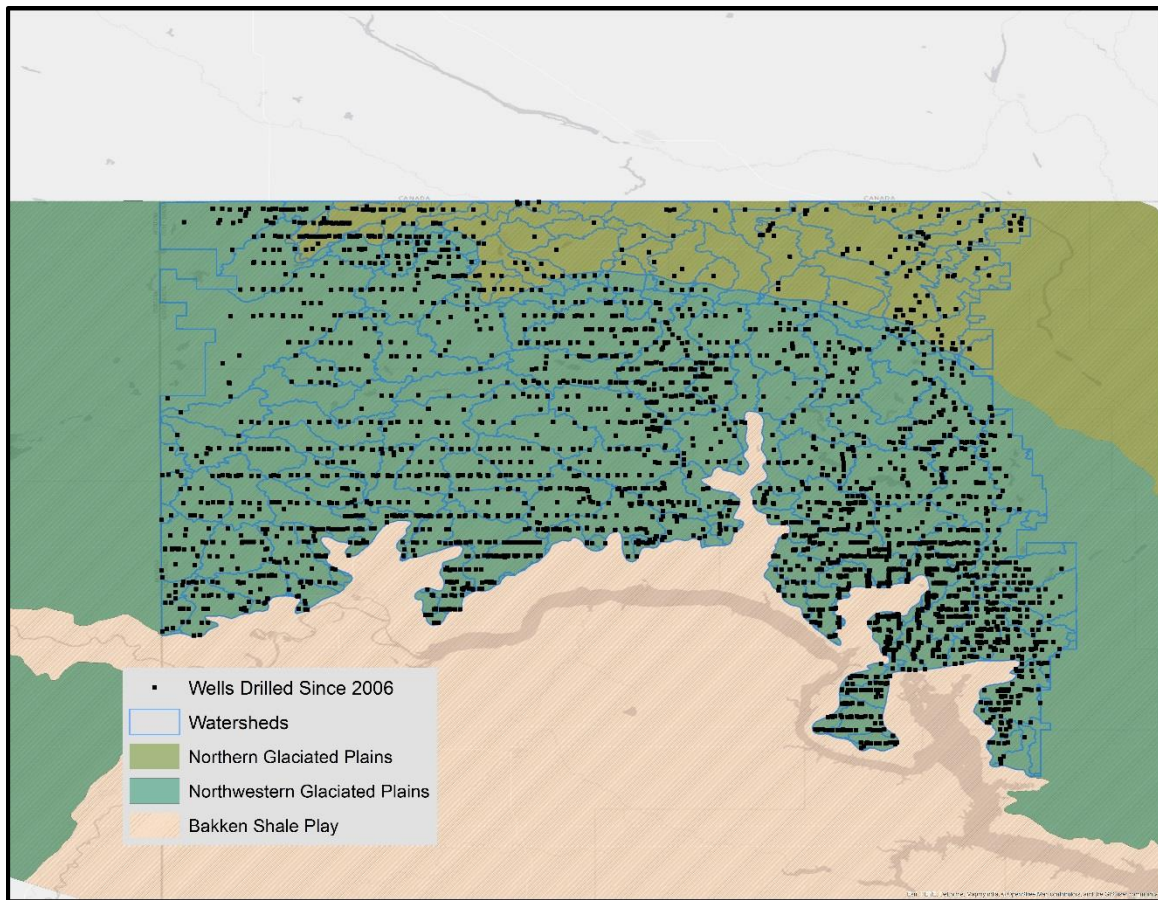 CANADA
CANADA
Wells Drilled Since 2006
Watersheds
Northern Glaciated Plains
Northwestern Glaciated Plains
Bakken Shale Play